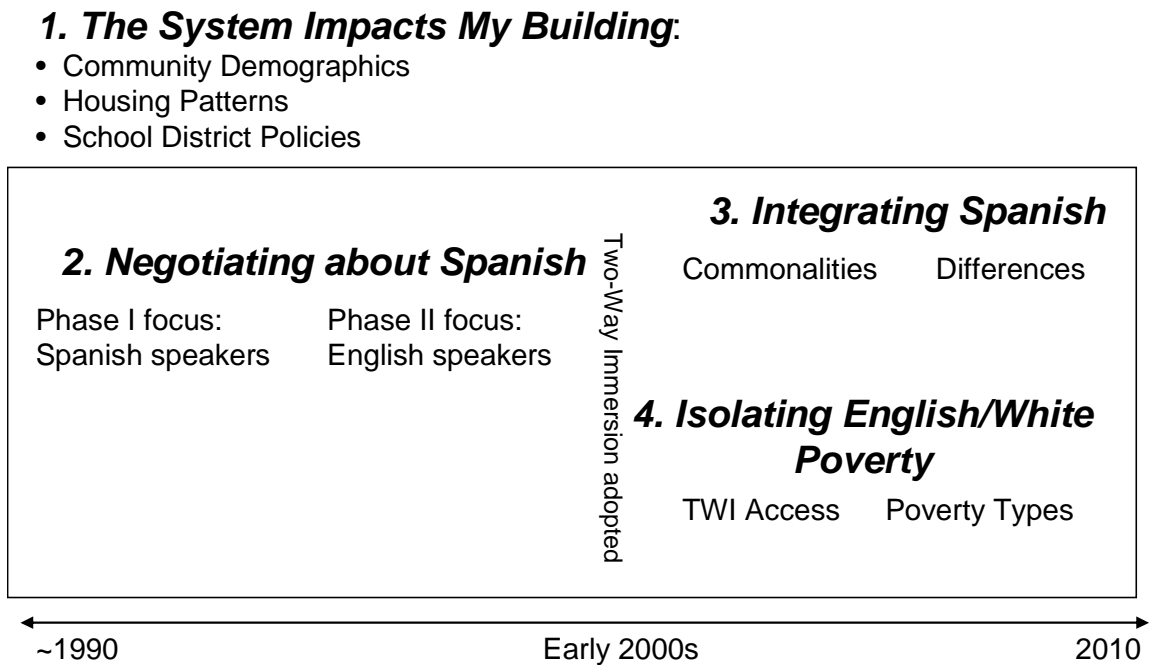 1. The System Impacts My Building:
• Community Demographics
• Housing Patterns
• School District Policies
2. Negotiating about Spanish
Phase I focus:
Spanish speakers
Phase II focus:
English speakers
Two-Way Immersion adopted
3. Integrating Spanish
Commonalities
Differences
4. Isolating English/White
Poverty
TWI Access
Poverty Types
~1990
Early 2000s
2010